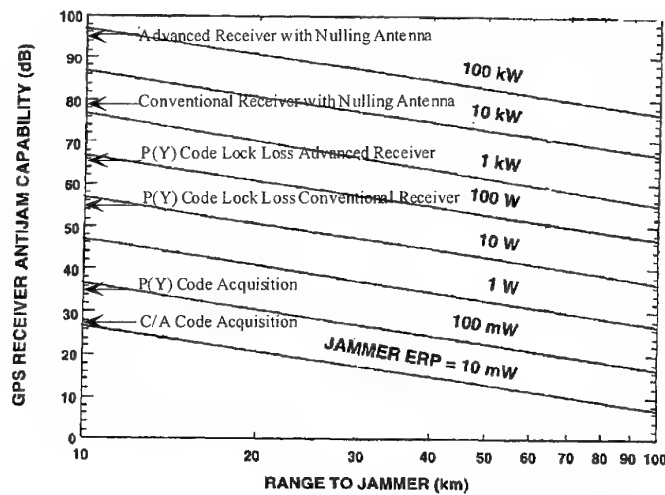 GPS RECEIVER ANTIJAM CAPABILITY (dB)
100
90
80
70
60
50
40
30
20
10
0
Advanced Receiver with Nulling Antenna
100 kW
10 kW
Conventional Receiver with Nulling Antenna
1 kW
P(Y) Code Lock Loss Advanced Receiver
100 W
P(Y) Code Lock Loss Conventional Receiver
10 W
1 W
P(Y) Code Acquisition
100 mW
C/A Code Acquisition
JAMMER ERP = 10 mW
10 20 30 40 50 60 70 80 90 100
RANGE TO JAMMER (km)